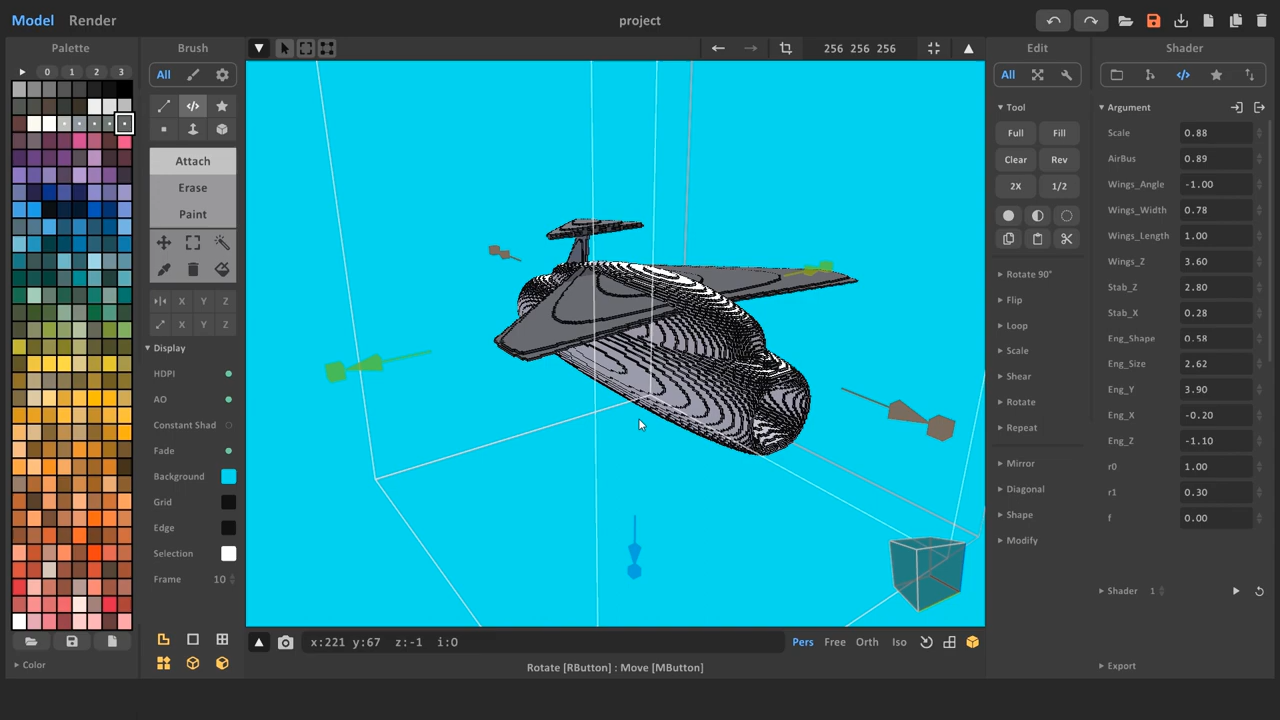 Model Render
project
Palette
Brush
256 256 256
Edit
Shader
0 1 2 3
All
All
Tool
Argument
Full Fill
Clear Rev
2X 1/2
Attach
Erase
Paint
X Y Z
X Y Z
Display
HDPI
AO
Constant Shad
Fade
Background
Grid
Edge
Selection
Frame 10
Color
Rotate 90°
Flip
Loop
Scale
Shear
Rotate
Repeat
Mirror
Diagonal
Shape
Modify
Scale 0.88
AirBus 0.89
Wings_Angle -1.00
Wings_Width 0.78
Wings_Length 1.00
Wings_Z 3.60
Stab_Z 2.80
Stab_X 0.28
Eng_Shape 0.58
Eng_Size 2.62
Eng_Y 3.90
Eng_X -0.20
Eng_Z -1.10
r0 1.00
r1 0.30
f 0.00
Shader 1
Export
x:221 y:67 z:-1 i:0
Pers Free Orth Iso
Rotate [RButton] : Move [MButton]